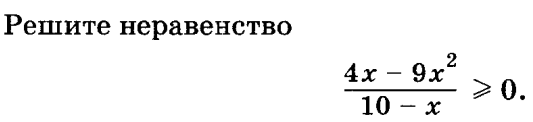 Решите неравенство
4x − 9x²
10 − x ⩾ 0.